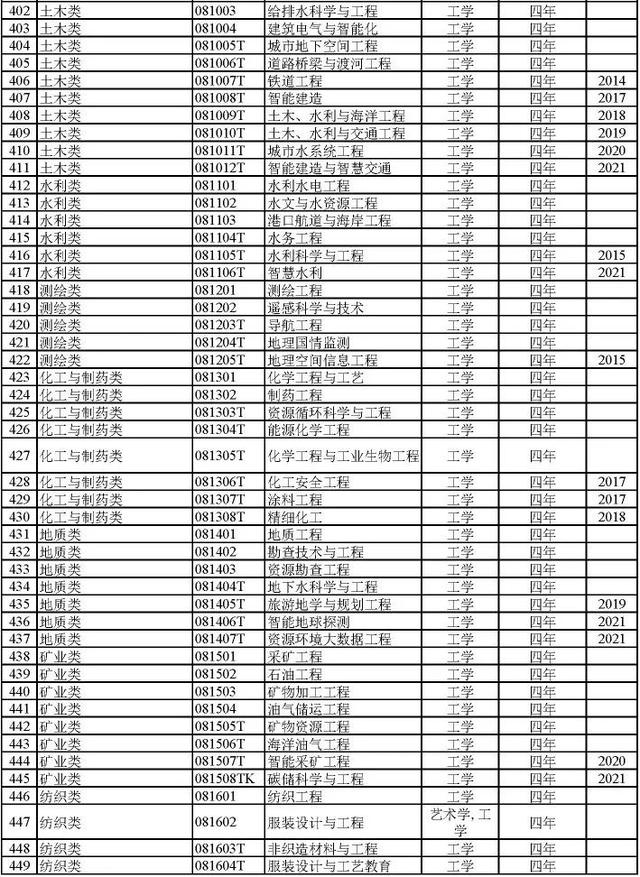 402 土木类 081003 给排水科学与工程 工学 四年
403 土木类 081004 建筑电气与智能化 工学 四年
404 土木类 081005T 城市地下空间工程 工学 四年
405 土木类 081006T 道路桥梁与渡河工程 工学 四年
406 土木类 081007T 铁道工程 工学 四年 2014
407 土木类 081008T 智能建造 工学 四年 2017
408 土木类 081009T 土木、水利与海洋工程 工学 四年 2018
409 土木类 081010T 土木、水利与交通工程 工学 四年 2019
410 土木类 081011T 城市水系统工程 工学 四年 2020
411 土木类 081012T 智能建造与智慧交通 工学 四年 2021
412 水利类 081101 水利水电工程 工学 四年
413 水利类 081102 水文与水资源工程 工学 四年
414 水利类 081103 港口航道与海岸工程 工学 四年
415 水利类 081104T 水务工程 工学 四年
416 水利类 081105T 水利科学与工程 工学 四年 2015
417 水利类 081106T 智慧水利 工学 四年 2021
418 测绘类 081201 测绘工程 工学 四年
419 测绘类 081202 遥感科学与技术 工学 四年
420 测绘类 081203T 导航工程 工学 四年
421 测绘类 081204T 地理国情监测 工学 四年
422 测绘类 081205T 地理空间信息工程 工学 四年 2015
423 化工与制药类 081301 化学工程与工艺 工学 四年
424 化工与制药类 081302 制药工程 工学 四年
425 化工与制药类 081303T 资源循环科学与工程 工学 四年
426 化工与制药类 081304T 能源化学工程 工学 四年
427 化工与制药类 081305T 化学工程与工业生物工程 工学 四年
428 化工与制药类 081306T 化工安全工程 工学 四年 2017
429 化工与制药类 081307T 涂料工程 工学 四年 2017
430 化工与制药类 081308T 精细化工 工学 四年 2018
431 地质类 081401 地质工程 工学 四年
432 地质类 081402 勘查技术与工程 工学 四年
433 地质类 081403 资源勘查工程 工学 四年
434 地质类 081404T 地下水科学与工程 工学 四年
435 地质类 081405T 旅游地学与规划工程 工学 四年 2019
436 地质类 081406T 智能地球探测 工学 四年 2021
437 地质类 081407T 资源环境大数据工程 工学 四年 2021
438 矿业类 081501 采矿工程 工学 四年
439 矿业类 081502 石油工程 工学 四年
440 矿业类 081503 矿物加工工程 工学 四年
441 矿业类 081504 油气储运工程 工学 四年
442 矿业类 081505T 矿物资源工程 工学 四年
443 矿业类 081506T 海洋油气工程 工学 四年
444 矿业类 081507T 智能采矿工程 工学 四年 2020
445 矿业类 081508TK 碳储科学与工程 工学 四年 2021
446 纺织类 081601 纺织工程 工学 四年
447 纺织类 081602 服装设计与工程 艺术学,工学 四年
448 纺织类 081603T 非织造材料与工程 工学 四年
449 纺织类 081604T 服装设计与工艺教育 工学 四年